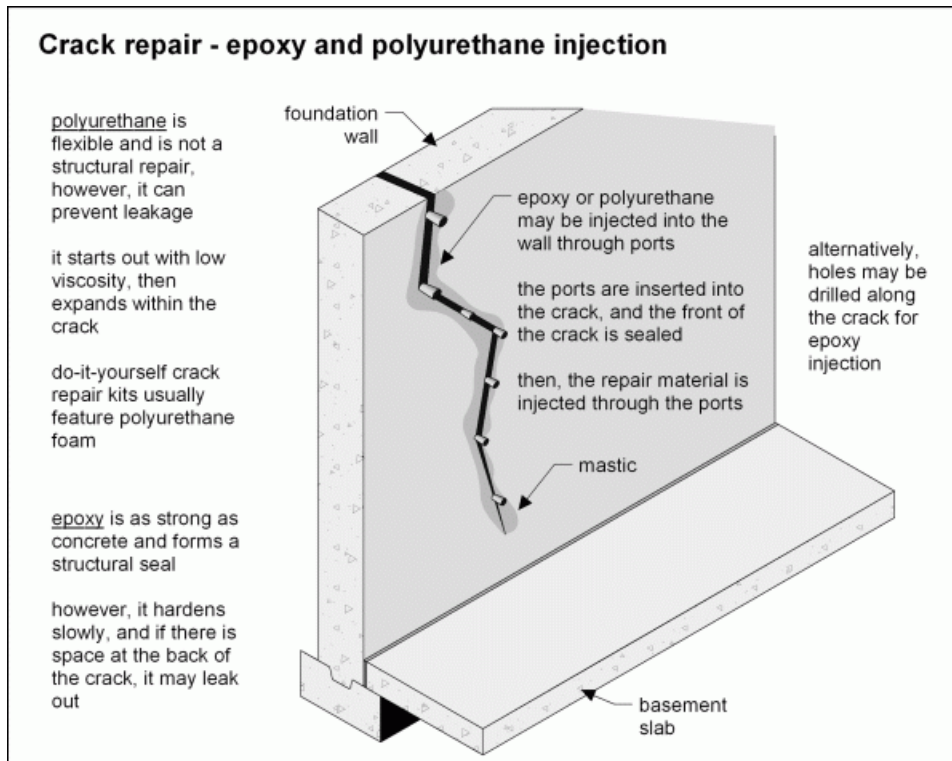 Crack repair - epoxy and polyurethane injection
polyurethane is
flexible and is not a
structural repair,
however, it can
prevent leakage
it starts out with low
viscosity, then
expands within the
crack
do-it-yourself crack
repair kits usually
feature polyurethane
foam
epoxy is as strong as
concrete and forms a
structural seal
however, it hardens
slowly, and if there is
space at the back of
the crack, it may leak
out
foundation
wall
epoxy or polyurethane
may be injected into the
wall through ports
the ports are inserted into
the crack, and the front of
the crack is sealed
then, the repair material is
injected through the ports
mastic
alternatively,
holes may be
drilled along
the crack for
epoxy
injection
basement
slab